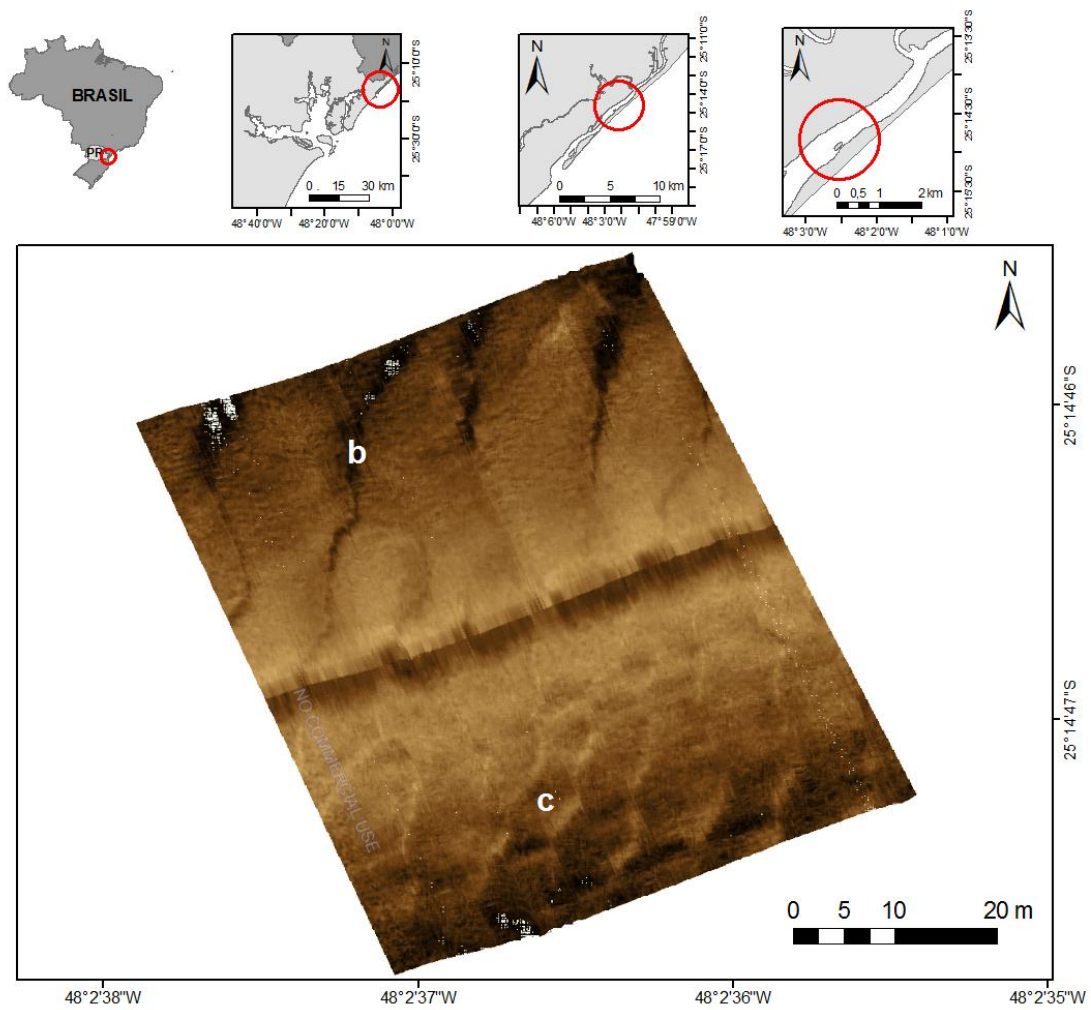 BRASIL
PR
N
25°10'0"S
25°30'0"S
0 . 15 30 km
48°40'0"W 48°20'0"W 48°0'0"W
N
25°11'0"S
25°14'0"S
25°17'0"S
0 5 10 km
48°6'0"W 48°3'0"W 47°59'0"W
N
25°13'30"S
25°14'30"S
25°15'30"S
0 0,5 1 2 km
48°3'0"W 48°2'0"W 48°1'0"W
N
25°14'46"S
b
25°14'47"S
NO COMMERCIAL USE
c
0 5 10 20 m
48°2'38"W 48°2'37"W 48°2'36"W 48°2'35"W